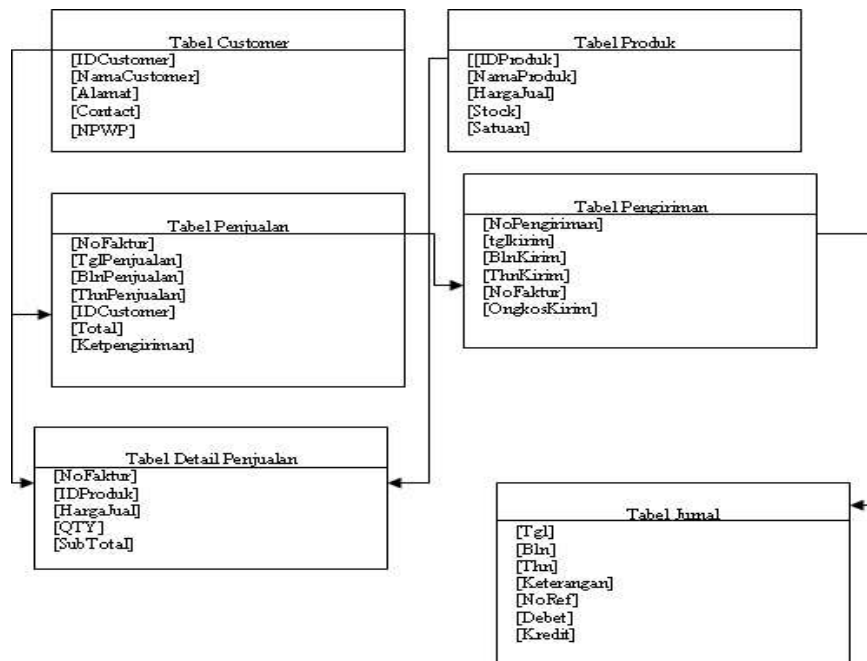 Tabel Customer
[IDCustomer]
[NamaCustomer]
[Alamat]
[Contact]
[NPWP]
Tabel Produk
[[IDProduk]
[NamaProduk]
[HargaJual]
[Stock]
[Satuan]
Tabel Penjualan
[NoFaktur]
[TglPenjualan]
[BlnPenjualan]
[ThnPenjualan]
[IDCustomer]
[Total]
[Ketpengiriman]
Tabel Pengiriman
[NoPengiriman]
[tglkirim]
[BlnKirim]
[ThnKirim]
[NoFaktur]
[OngkosKirim]
Tabel Detail Penjualan
[NoFaktur]
[IDProduk]
[HargaJual]
[QTY]
[SubTotal]
Tabel Jurnal
[Tgl]
[Bln]
[Thn]
[Keterangan]
[NoRef]
[Debet]
[Kredit]